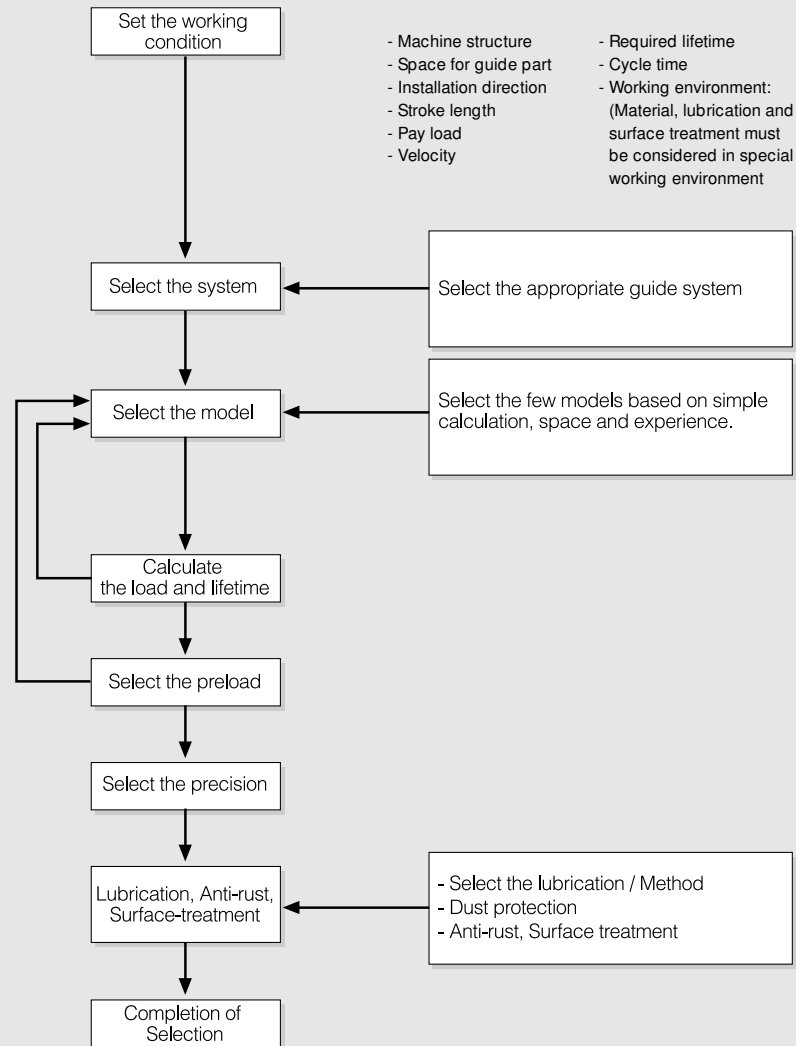 Set the working
condition
- Machine structure
- Space for guide part
- Installation direction
- Stroke length
- Pay load
- Velocity
- Required lifetime
- Cycle time
- Working environment:
(Material, lubrication and
surface treatment must
be considered in special
working environment
Select the system
Select the appropriate guide system
Select the model
Select the few models based on simple
calculation, space and experience.
Calculate
the load and lifetime
Select the preload
Select the precision
Lubrication, Anti-rust,
Surface-treatment
- Select the lubrication / Method
- Dust protection
- Anti-rust, Surface treatment
Completion of
Selection